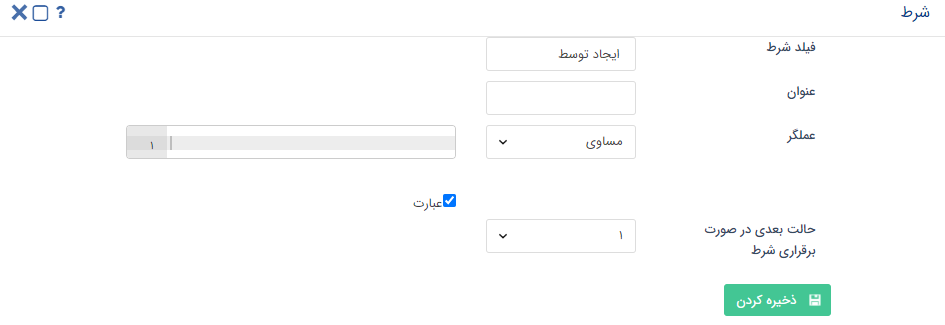 شرط
?
فیلد شرط
ایجاد توسط
عنوان
عملگر
مساوی
۱
عبارت
حالت بعدی در صورت
برقراری شرط
۱
ذخیره کردن